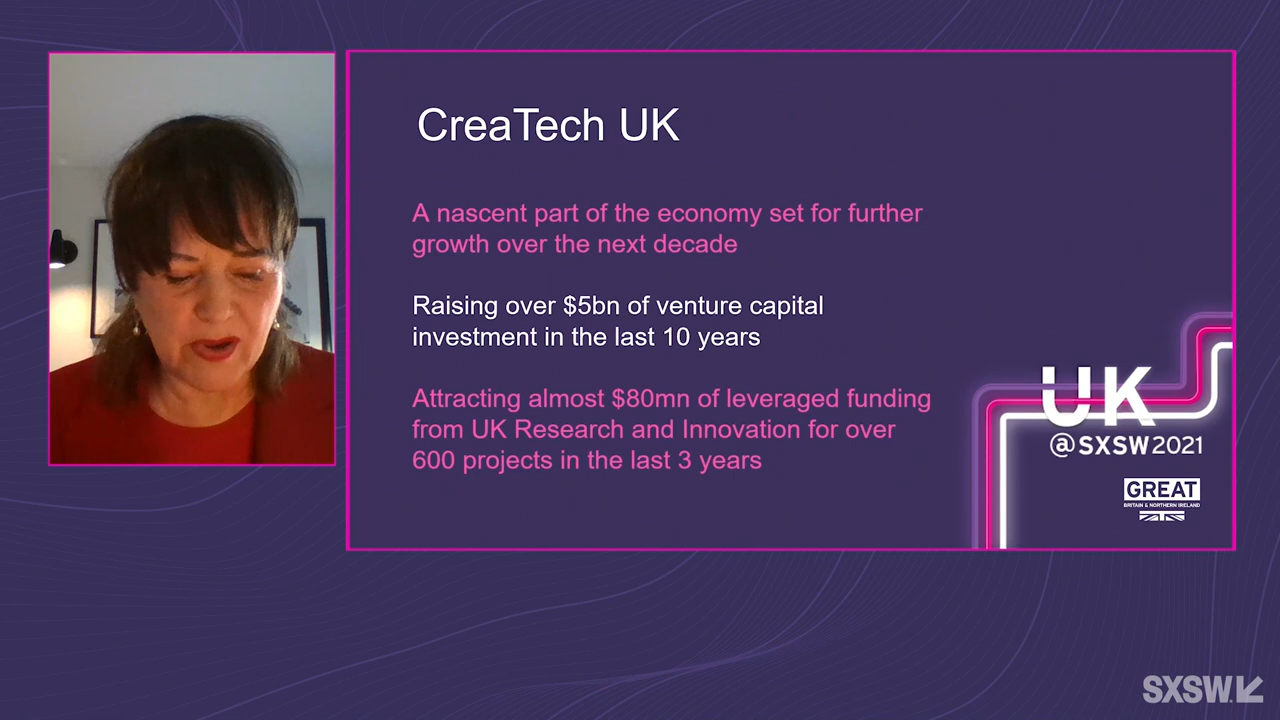 CreaTech UK
A nascent part of the economy set for further
growth over the next decade
Raising over $5bn of venture capital
investment in the last 10 years
Attracting almost $80mn of leveraged funding
from UK Research and Innovation for over
600 projects in the last 3 years
UK
@SXSW2021
GREAT
BRITAIN & NORTHERN IRELAND
SXSW.